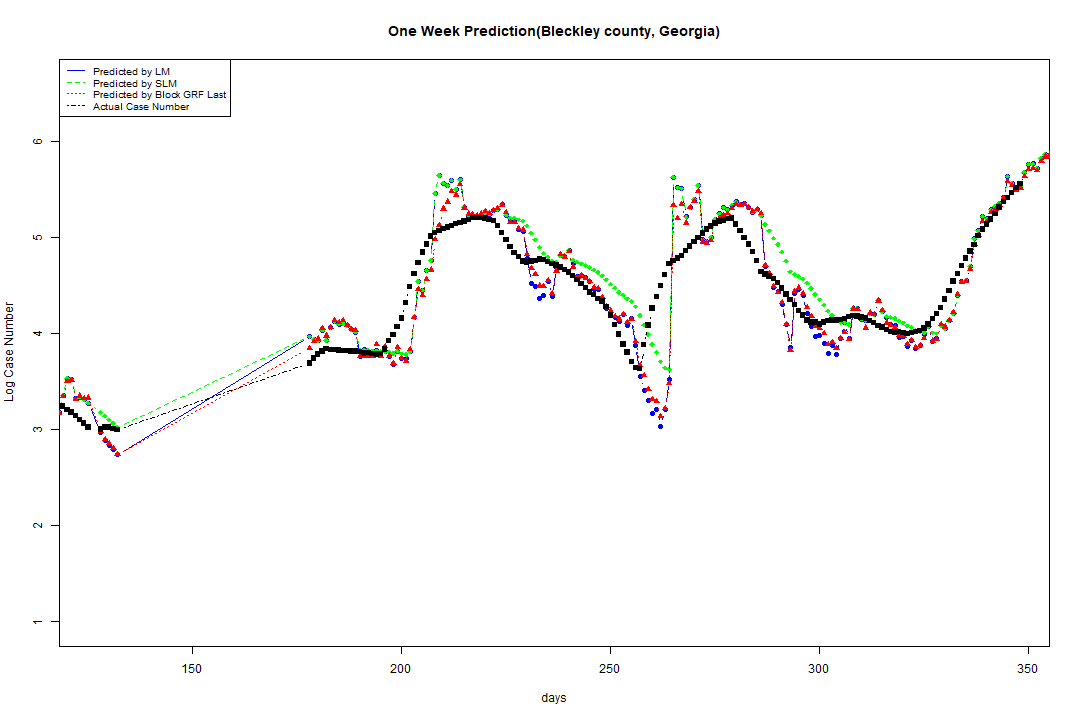 One Week Prediction(Bleckley county, Georgia)
Predicted by LM
Predicted by SLM
Predicted by Block GRF Last
Actual Case Number
6
5
4
3
2
1
Log Case Number
150 200 250 300 350
days